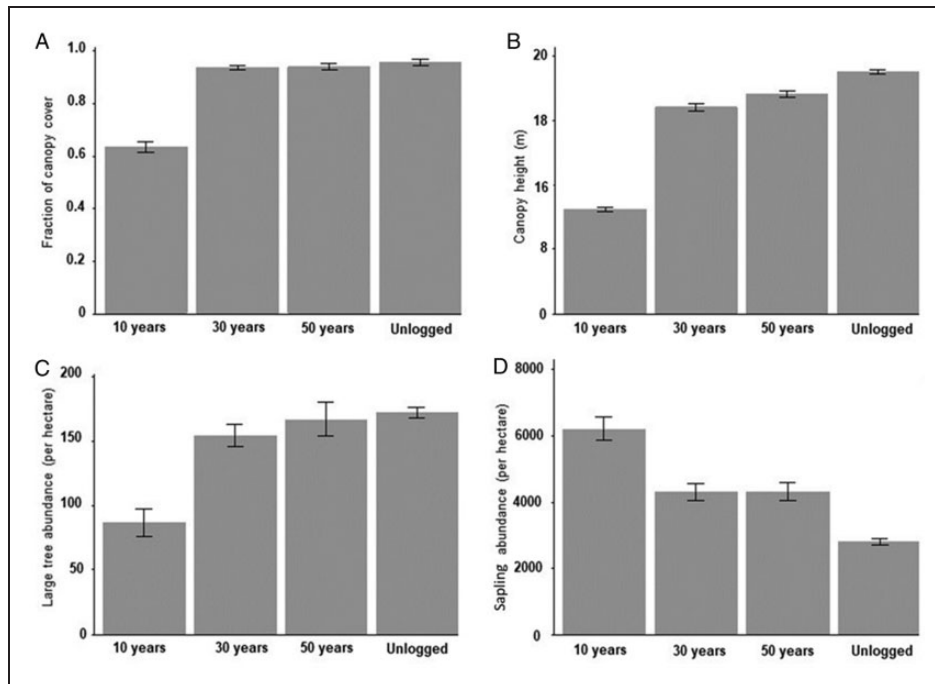 A
Fraction of canopy cover
1.0
0.8
0.6
0.4
0.2
0
10 years 30 years 50 years Unlogged
B
Canopy height (m)
20
18
16
8
0
10 years 30 years 50 years Unlogged
C
Large tree abundance (per hectare)
200
150
100
50
0
10 years 30 years 50 years Unlogged
D
Sapling abundance (per hectare)
8000
6000
4000
2000
0
10 years 30 years 50 years Unlogged